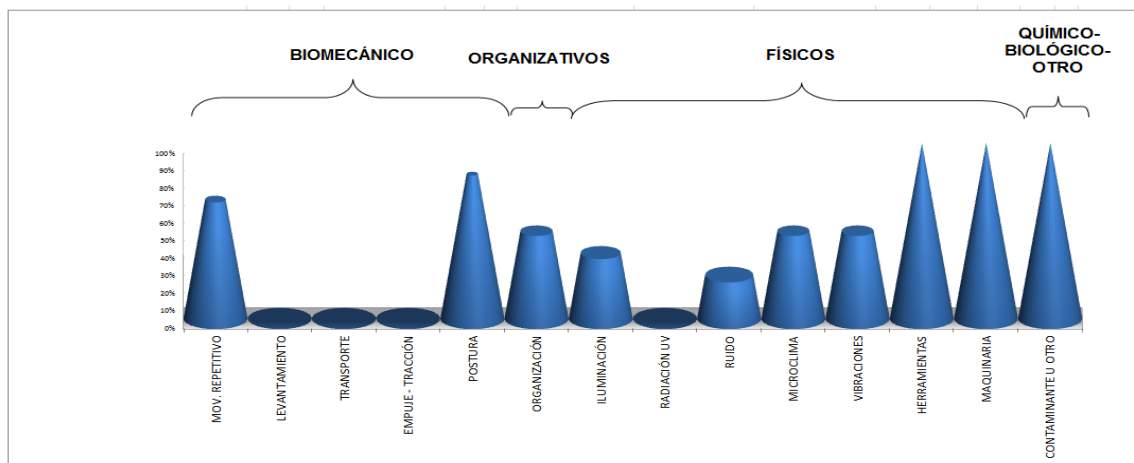 BIOMECÁNICO
ORGANIZATIVOS
FÍSICOS
QUÍMICO-
BIOLÓGICO-
OTRO
100%
90%
80%
70%
60%
50%
40%
30%
20%
10%
0%
MOV. REPETITIVO
LEVANTAMIENTO
TRANSPORTE
EMPUJE - TRACCIÓN
POSTURA
ORGANIZACIÓN
ILUMINACIÓN
RADIACIÓN UV
RUIDO
MICROCLIMA
VIBRACIONES
HERRAMIENTAS
MAQUINARIA
CONTAMINANTE U OTRO